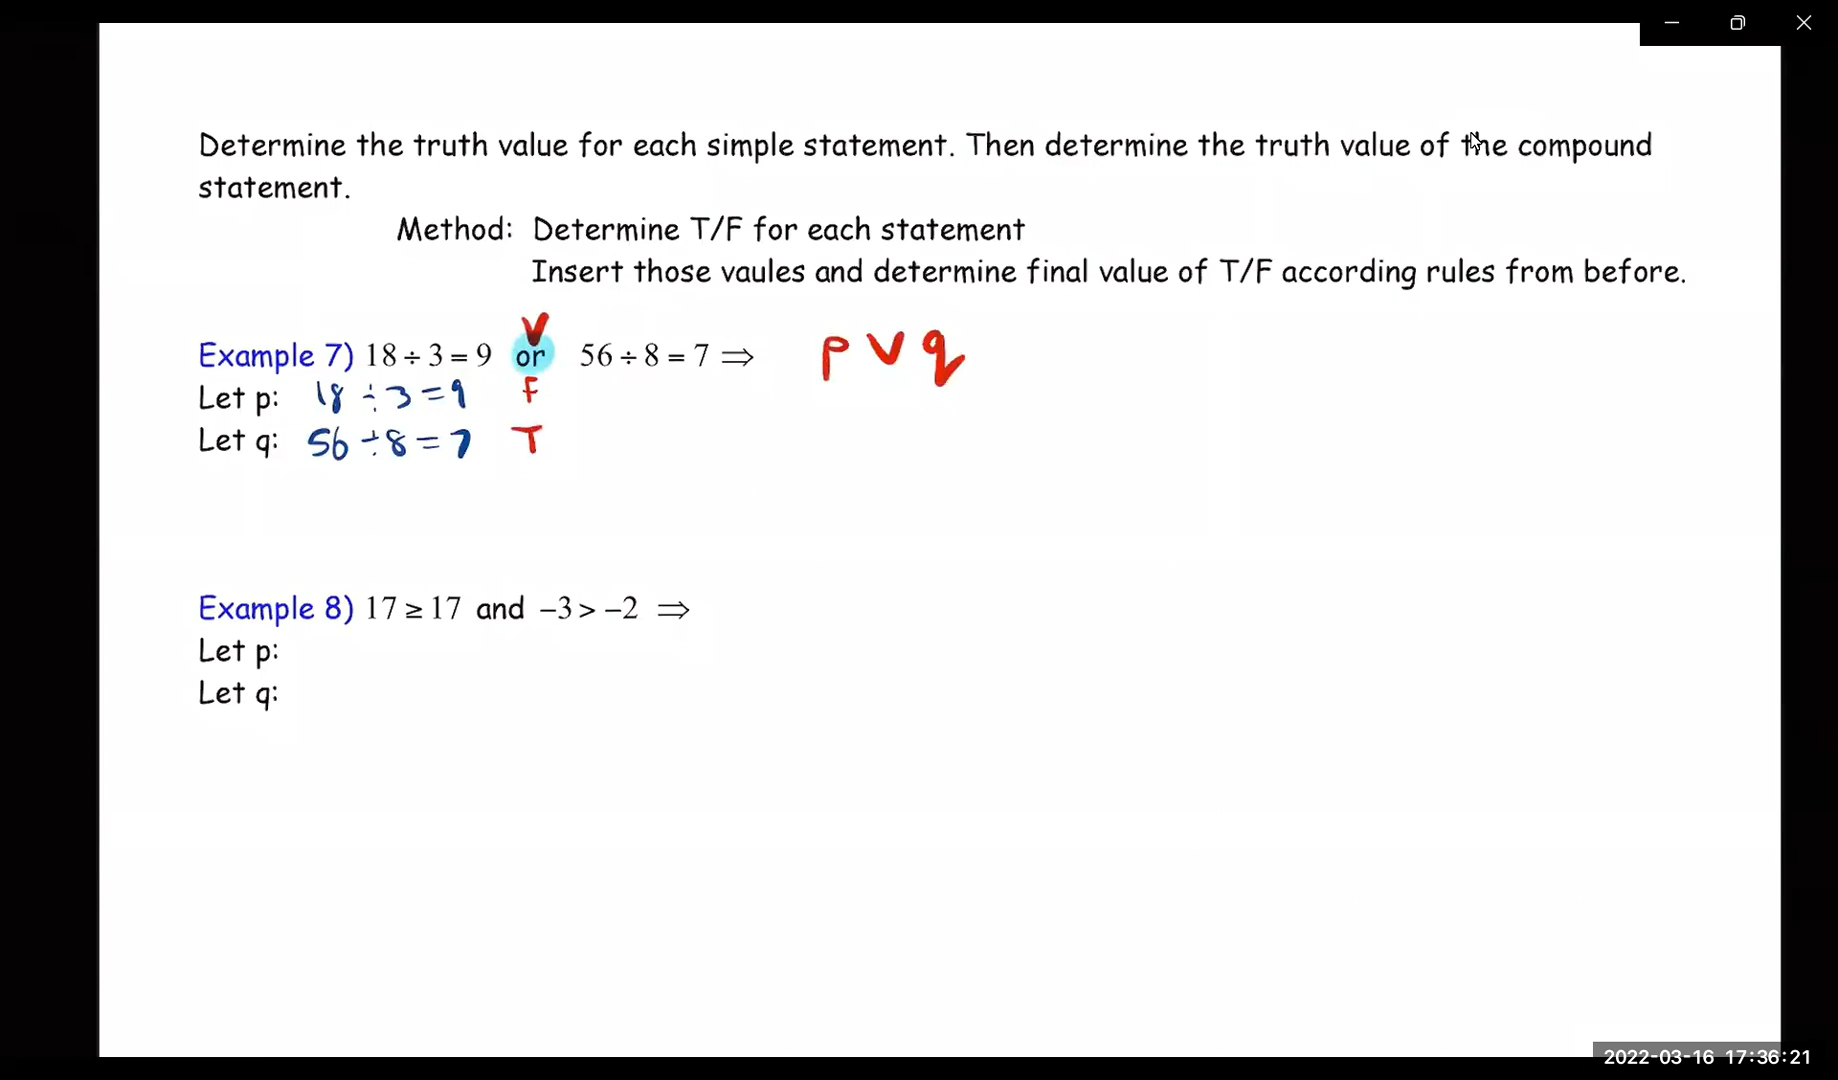 Determine the truth value for each simple statement. Then determine the truth value of the compound
statement.
Method: Determine T/F for each statement
Insert those vaules and determine final value of T/F according rules from before.
V
Example 7) 18 ÷ 3 = 9 or 56 ÷ 8 = 7 ⇒ p ∨ q
Let p: 18 ÷ 3 = 9 F
Let q: 56 ÷ 8 = 7 T
Example 8) 17 ≥ 17 and −3 > −2 ⇒
Let p:
Let q:
2022-03-16 17:36:21